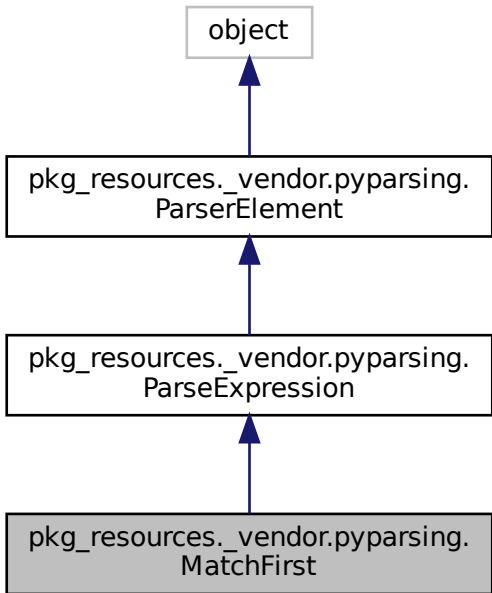 object
pkg_resources._vendor.pyparsing.
ParserElement
pkg_resources._vendor.pyparsing.
ParseExpression
pkg_resources._vendor.pyparsing.
MatchFirst